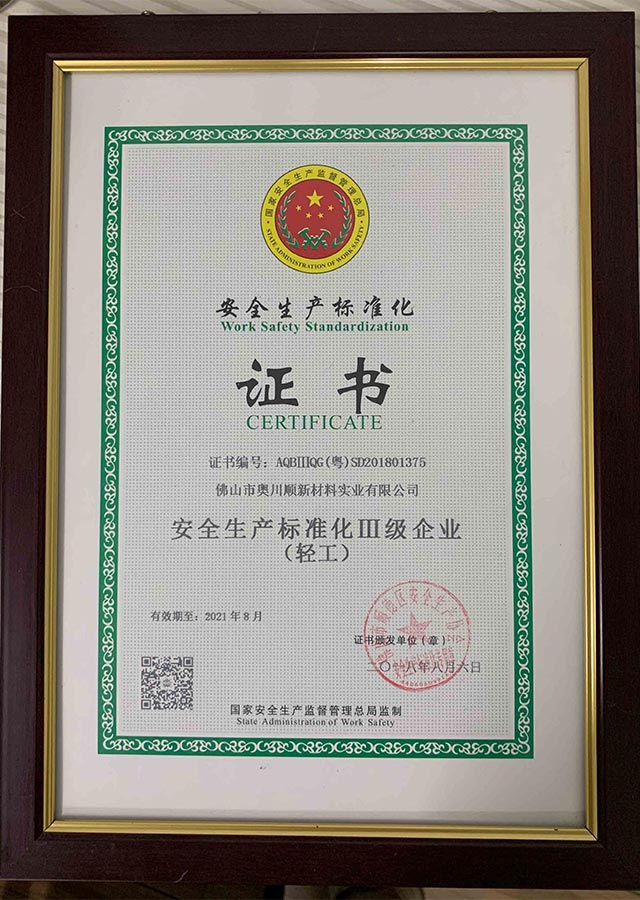 国家安全生产监督管理总局
STATE ADMINISTRATION OF WORK SAFETY
安全生产标准化
Work Safety Standardization
证书
CERTIFICATE
证书编号：AQBⅢQG(粤)SD201801375
佛山市奥川顺新材料实业有限公司
安全生产标准化Ⅲ级企业
（轻工）
有效期至：2021年8月
证书颁发单位（章）
二〇一八年八月六日
国家安全生产监督管理总局监制
State Administration of Work Safety